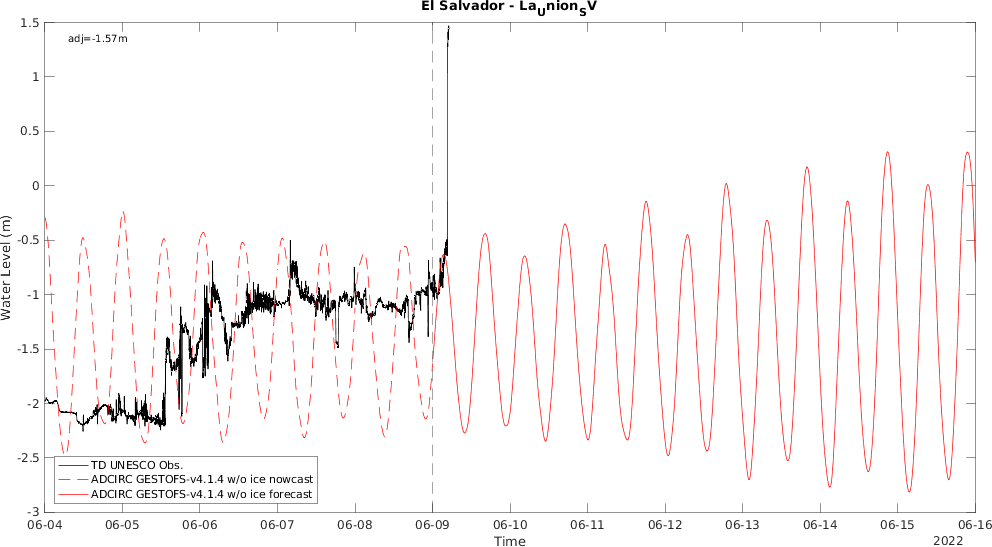 El Salvador - LaUnionSV
adj=-1.57m
Water Level (m)
1.5
1
0.5
0
-0.5
-1
-1.5
-2
-2.5
-3
TD UNESCO Obs.
ADCIRC GESTOFS-v4.1.4 w/o ice nowcast
ADCIRC GESTOFS-v4.1.4 w/o ice forecast
06-04 06-05 06-06 06-07 06-08 06-09 06-10 06-11 06-12 06-13 06-14 06-15 06-16
Time
2022